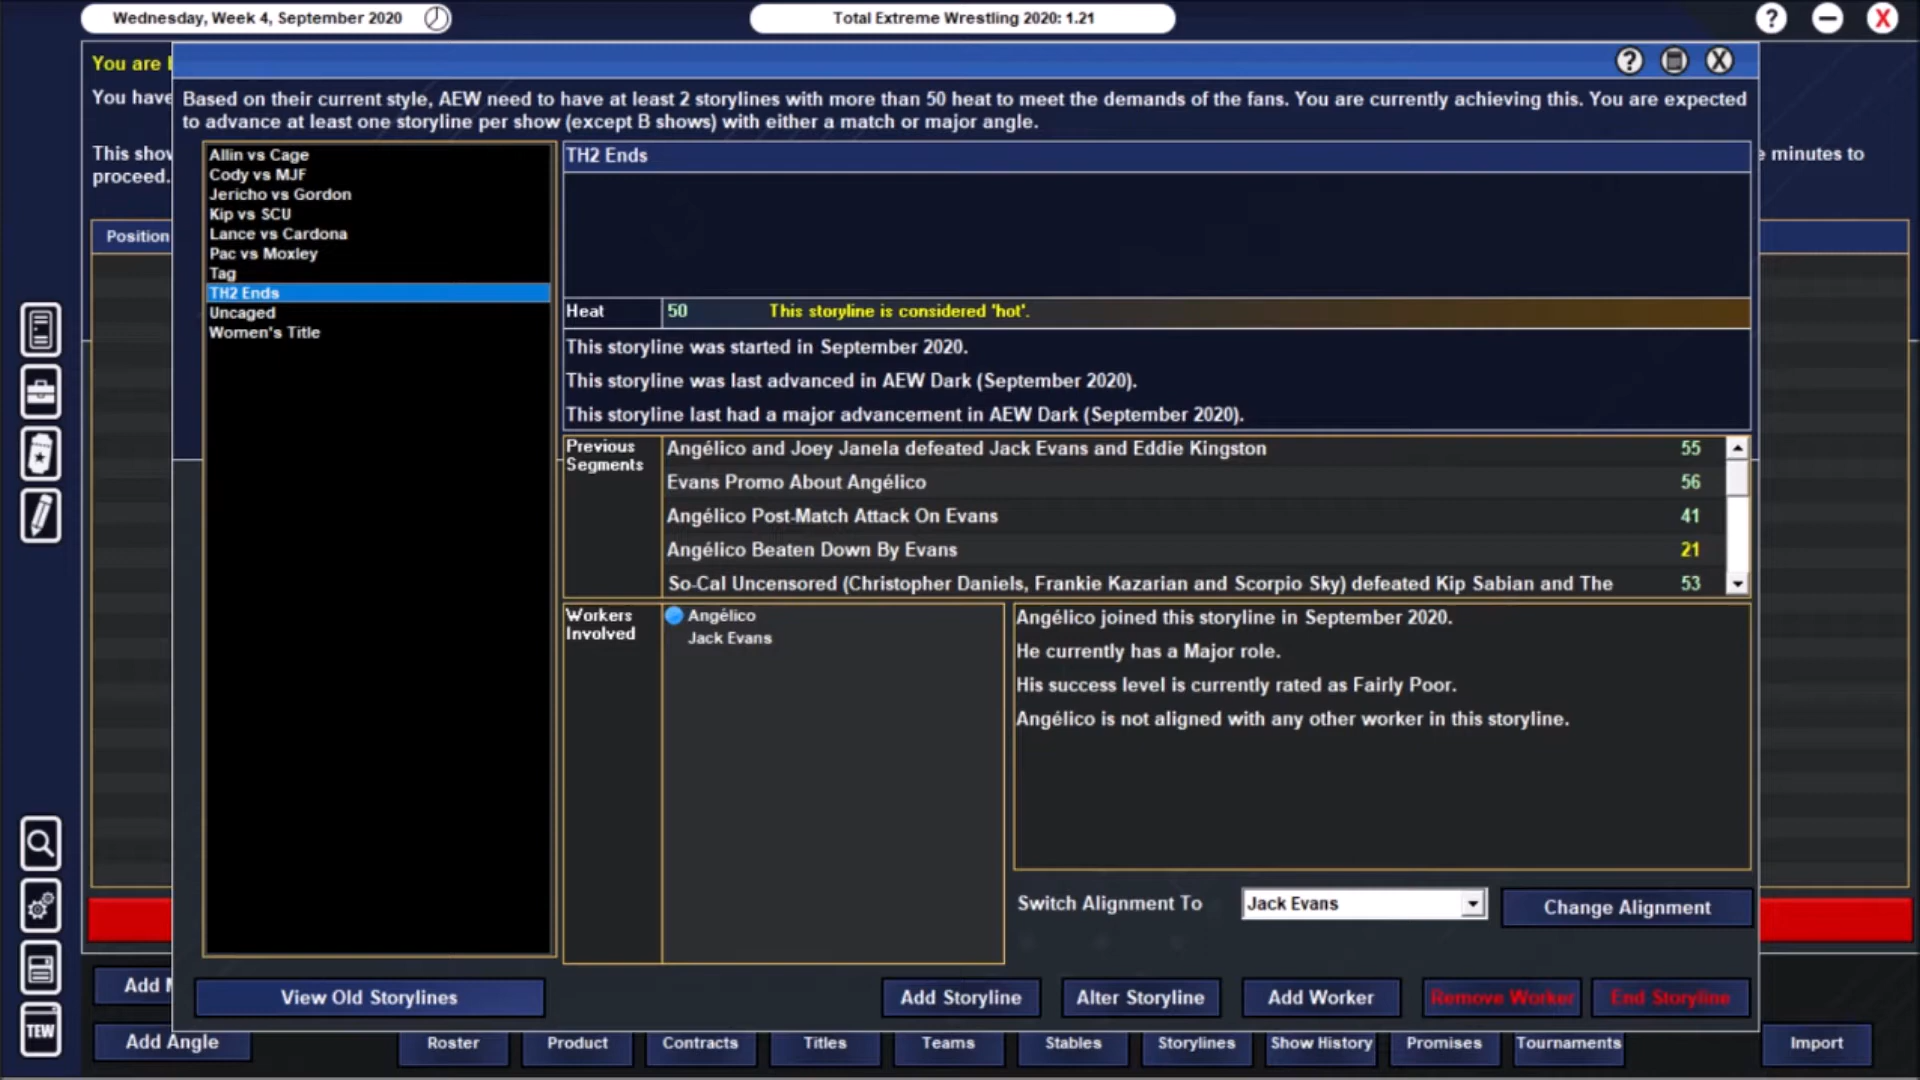 Wednesday, Week 4, September 2020
Total Extreme Wrestling 2020: 1.21
?
X
You are
? X
You have
Based on their current style, AEW need to have at least 2 storylines with more than 50 heat to meet the demands of the fans. You are currently achieving this. You are expected
to advance at least one storyline per show (except B shows) with either a match or major angle.
This show
e minutes to
proceed.
Position
Allin vs Cage
Cody vs MJF
Jericho vs Gordon
Kip vs SCU
Lance vs Cardona
Pac vs Moxley
Tag
TH2 Ends
Uncaged
Women's Title
TH2 Ends
Heat 50 This storyline is considered 'hot'.
This storyline was started in September 2020.
This storyline was last advanced in AEW Dark (September 2020).
This storyline last had a major advancement in AEW Dark (September 2020).
Previous
Segments
Angélico and Joey Janela defeated Jack Evans and Eddie Kingston 55
Evans Promo About Angélico 56
Angélico Post-Match Attack On Evans 41
Angélico Beaten Down By Evans 21
So-Cal Uncensored (Christopher Daniels, Frankie Kazarian and Scorpio Sky) defeated Kip Sabian and The 53
Workers
Involved
Angélico
Jack Evans
Angélico joined this storyline in September 2020.
He currently has a Major role.
His success level is currently rated as Fairly Poor.
Angélico is not aligned with any other worker in this storyline.
Switch Alignment To
Jack Evans
Change Alignment
View Old Storylines
Add Storyline
Alter Storyline
Add Worker
Remove Worker
End Storyline
Add M
Add Angle
Roster
Product
Contracts
Titles
Teams
Stables
Storylines
Show History
Promises
Tournaments
Import
TEW